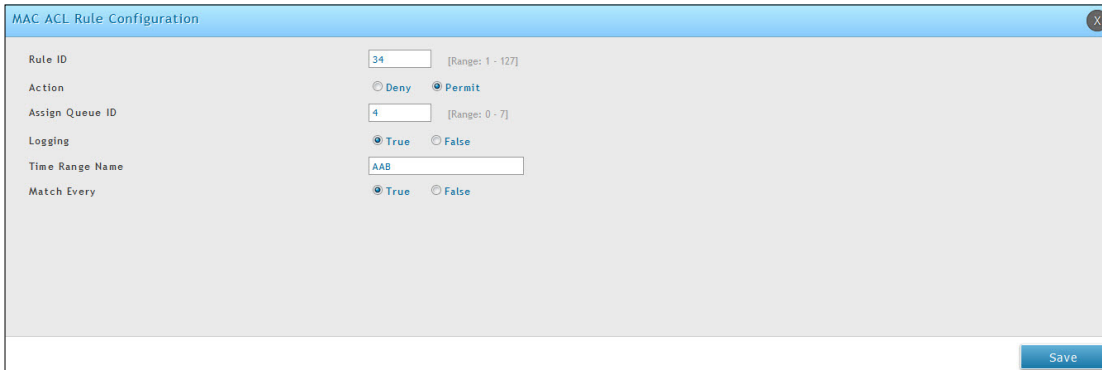 MAC ACL Rule Configuration X
Rule ID 34 [Range: 1 - 127]
Action Deny Permit
Assign Queue ID 4 [Range: 0 - 7]
Logging True False
Time Range Name AAB
Match Every True False
Save